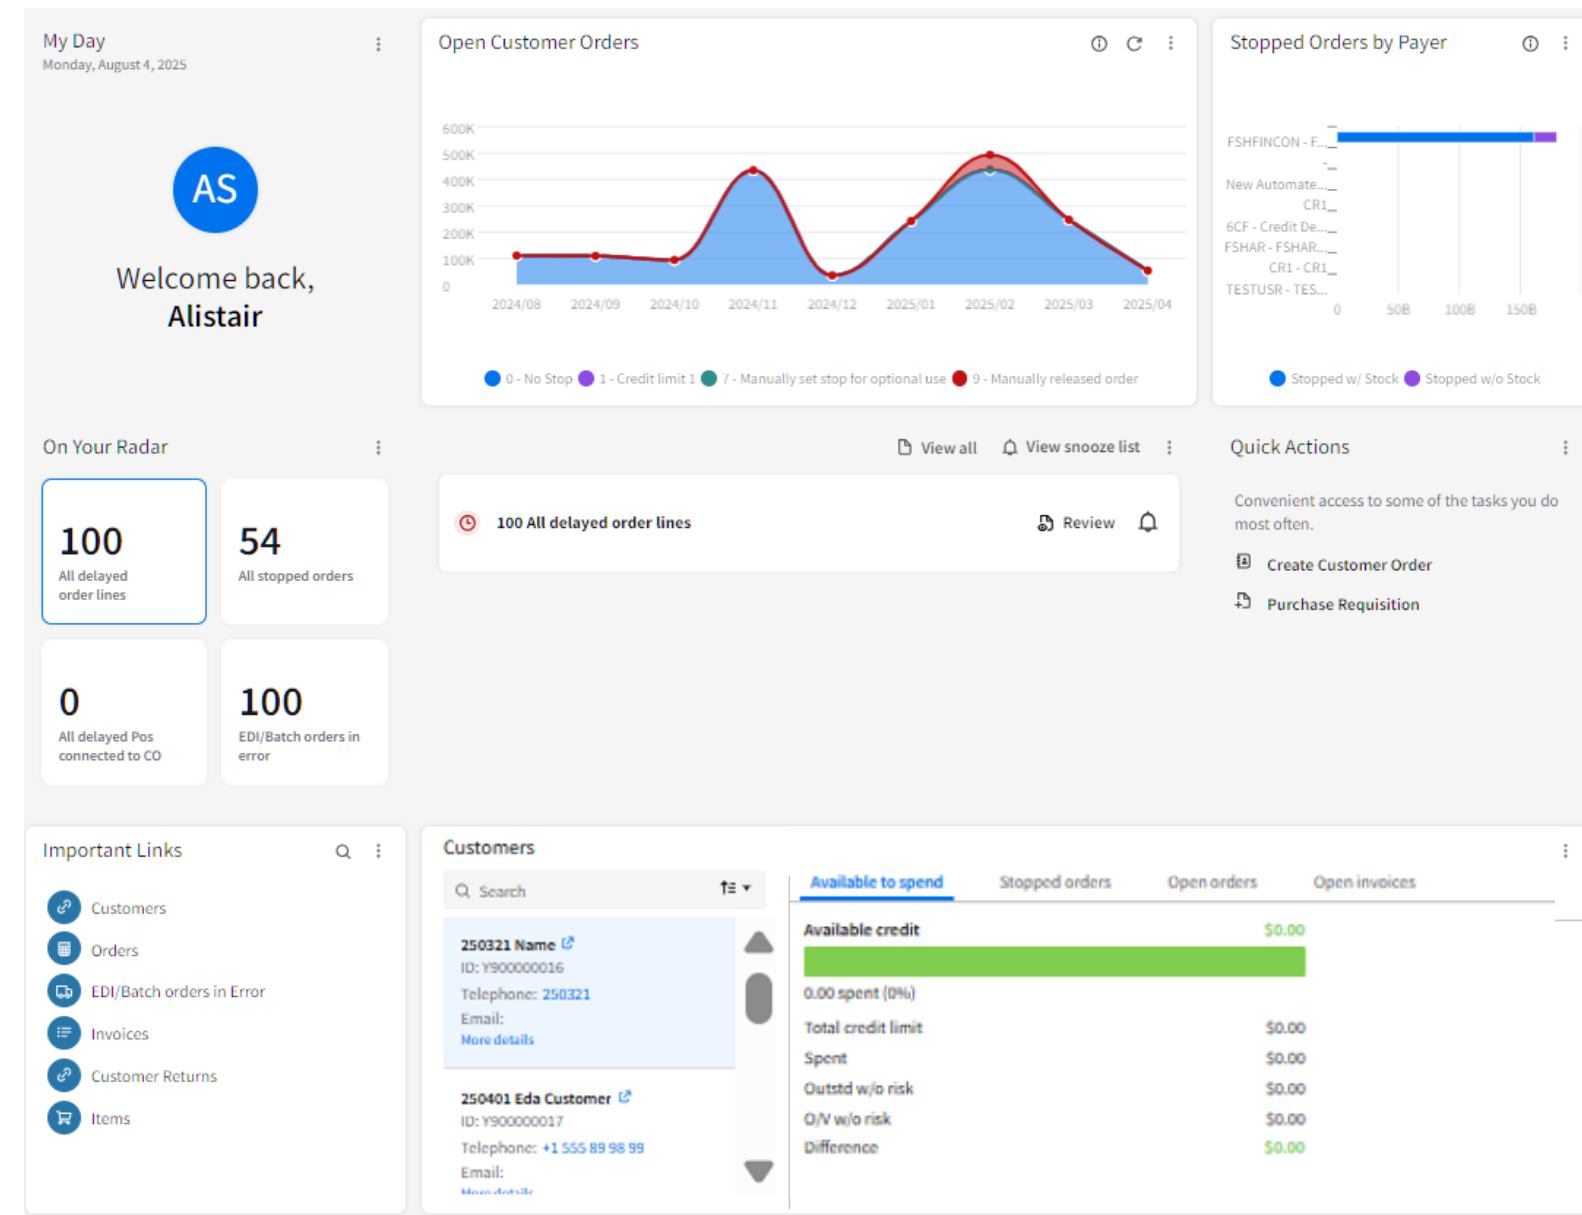 My Day
Monday, August 4, 2025
AS
Welcome back,
Alistair
Open Customer Orders
600K
500K
400K
300K
200K
100K
0
2024/08 2024/09 2024/10 2024/11 2024/12 2025/01 2025/02 2025/03 2025/04
0 - No Stop 1 - Credit limit 1 7 - Manually set stop for optional use 9 - Manually released order
Stopped Orders by Payer
FSHFINCON - F...
-
New Automate...
CR1
6CF - Credit De...
FSHAR - FSHAR...
CR1 - CR1
TESTUSR - TES...
0 50B 100B 150B
Stopped w/ Stock Stopped w/o Stock
On Your Radar
100
All delayed
order lines
54
All stopped orders
0
All delayed Pos
connected to CO
100
EDI/Batch orders in
error
View all View snooze list
100 All delayed order lines Review
Quick Actions
Convenient access to some of the tasks you do
most often.
Create Customer Order
Purchase Requisition
Important Links
Customers
Orders
EDI/Batch orders in Error
Invoices
Customer Returns
Items
Customers
Search
250321 Name
ID: Y900000016
Telephone: 250321
Email:
More details
250401 Eda Customer
ID: Y900000017
Telephone: +1 555 89 98 99
Email:
More details
Available to spend Stopped orders Open orders Open invoices
Available credit $0.00
0.00 spent (0%)
Total credit limit $0.00
Spent $0.00
Outstd w/o risk $0.00
O/V w/o risk $0.00
Difference $0.00